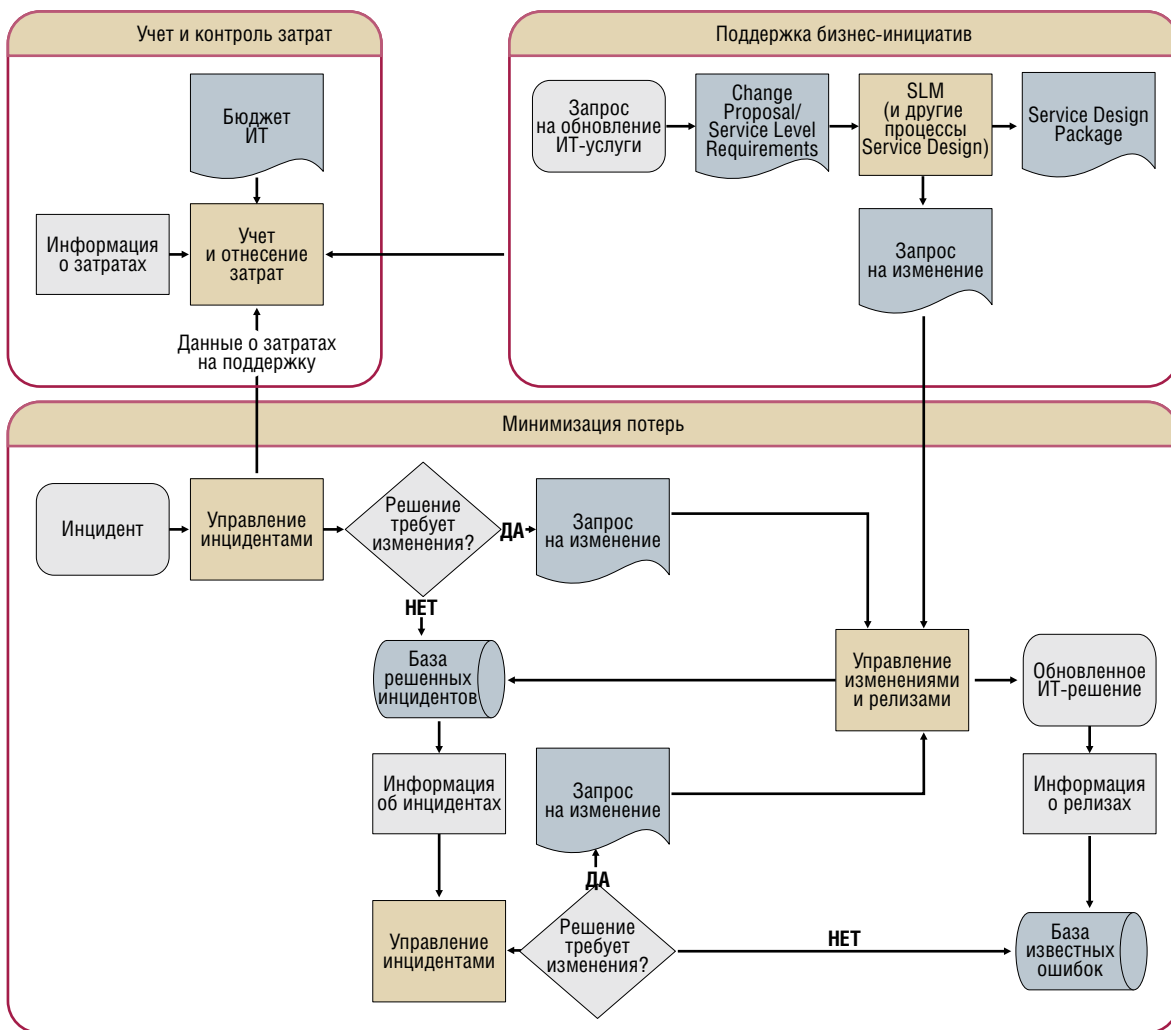 Учет и контроль затрат
Бюджет
ИТ
Информация
о затратах
Учет
и отнесение
затрат
Данные о затратах
на поддержку
Поддержка бизнес-инициатив
Запрос
на обновление
ИТ-услуги
Change
Proposal/
Service Level
Requirements
SLM
(и другие
процессы
Service Design)
Service Design
Package
Запрос
на изменение
Минимизация потерь
Инцидент
Управление
инцидентами
Решение
требует
изменения?
ДА
Запрос
на изменение
НЕТ
База
решенных
инцидентов
Управление
изменениями
и релизами
Обновленное
ИТ-решение
Информация
об инцидентах
Запрос
на изменение
Информация
о релизах
ДА
Управление
инцидентами
Решение
требует
изменения?
НЕТ
База
известных
ошибок